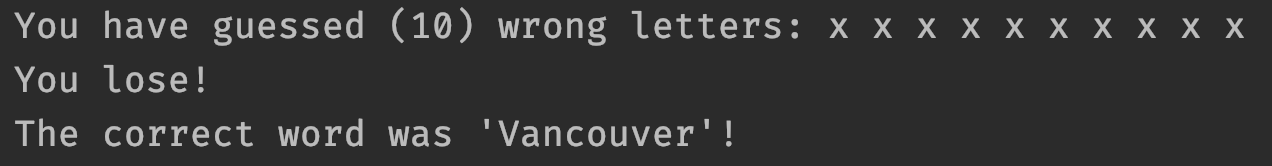 You have guessed (10) wrong letters: x x x x x x x x x x
You lose!
The correct word was 'Vancouver'!